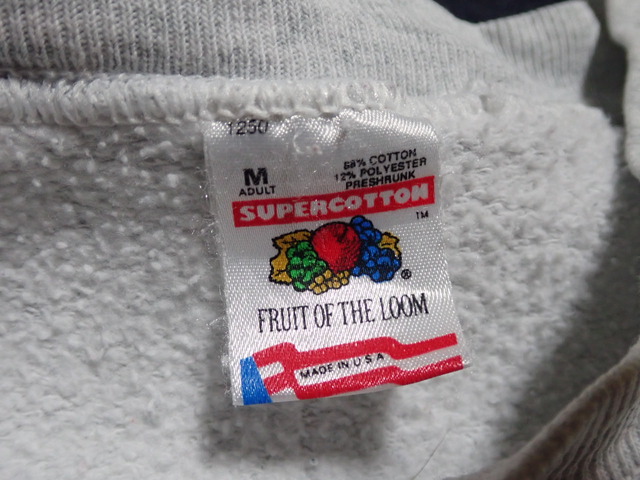 1250
M
ADULT
88% COTTON
12% POLYESTER
PRESHRUNK
SUPERCOTTON
TM
®
FRUIT OF THE LOOM
MADE IN U.S.A